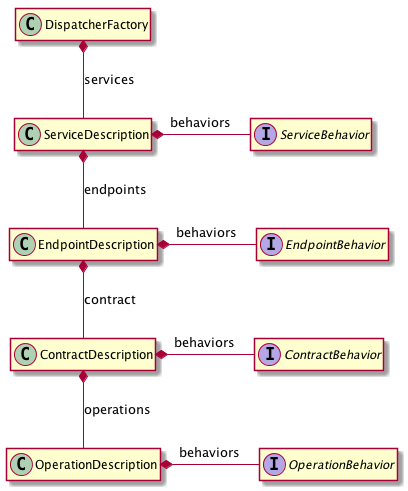 C DispatcherFactory
services
C ServiceDescription
behaviors
I ServiceBehavior
endpoints
C EndpointDescription
behaviors
I EndpointBehavior
contract
C ContractDescription
behaviors
I ContractBehavior
operations
C OperationDescription
behaviors
I OperationBehavior